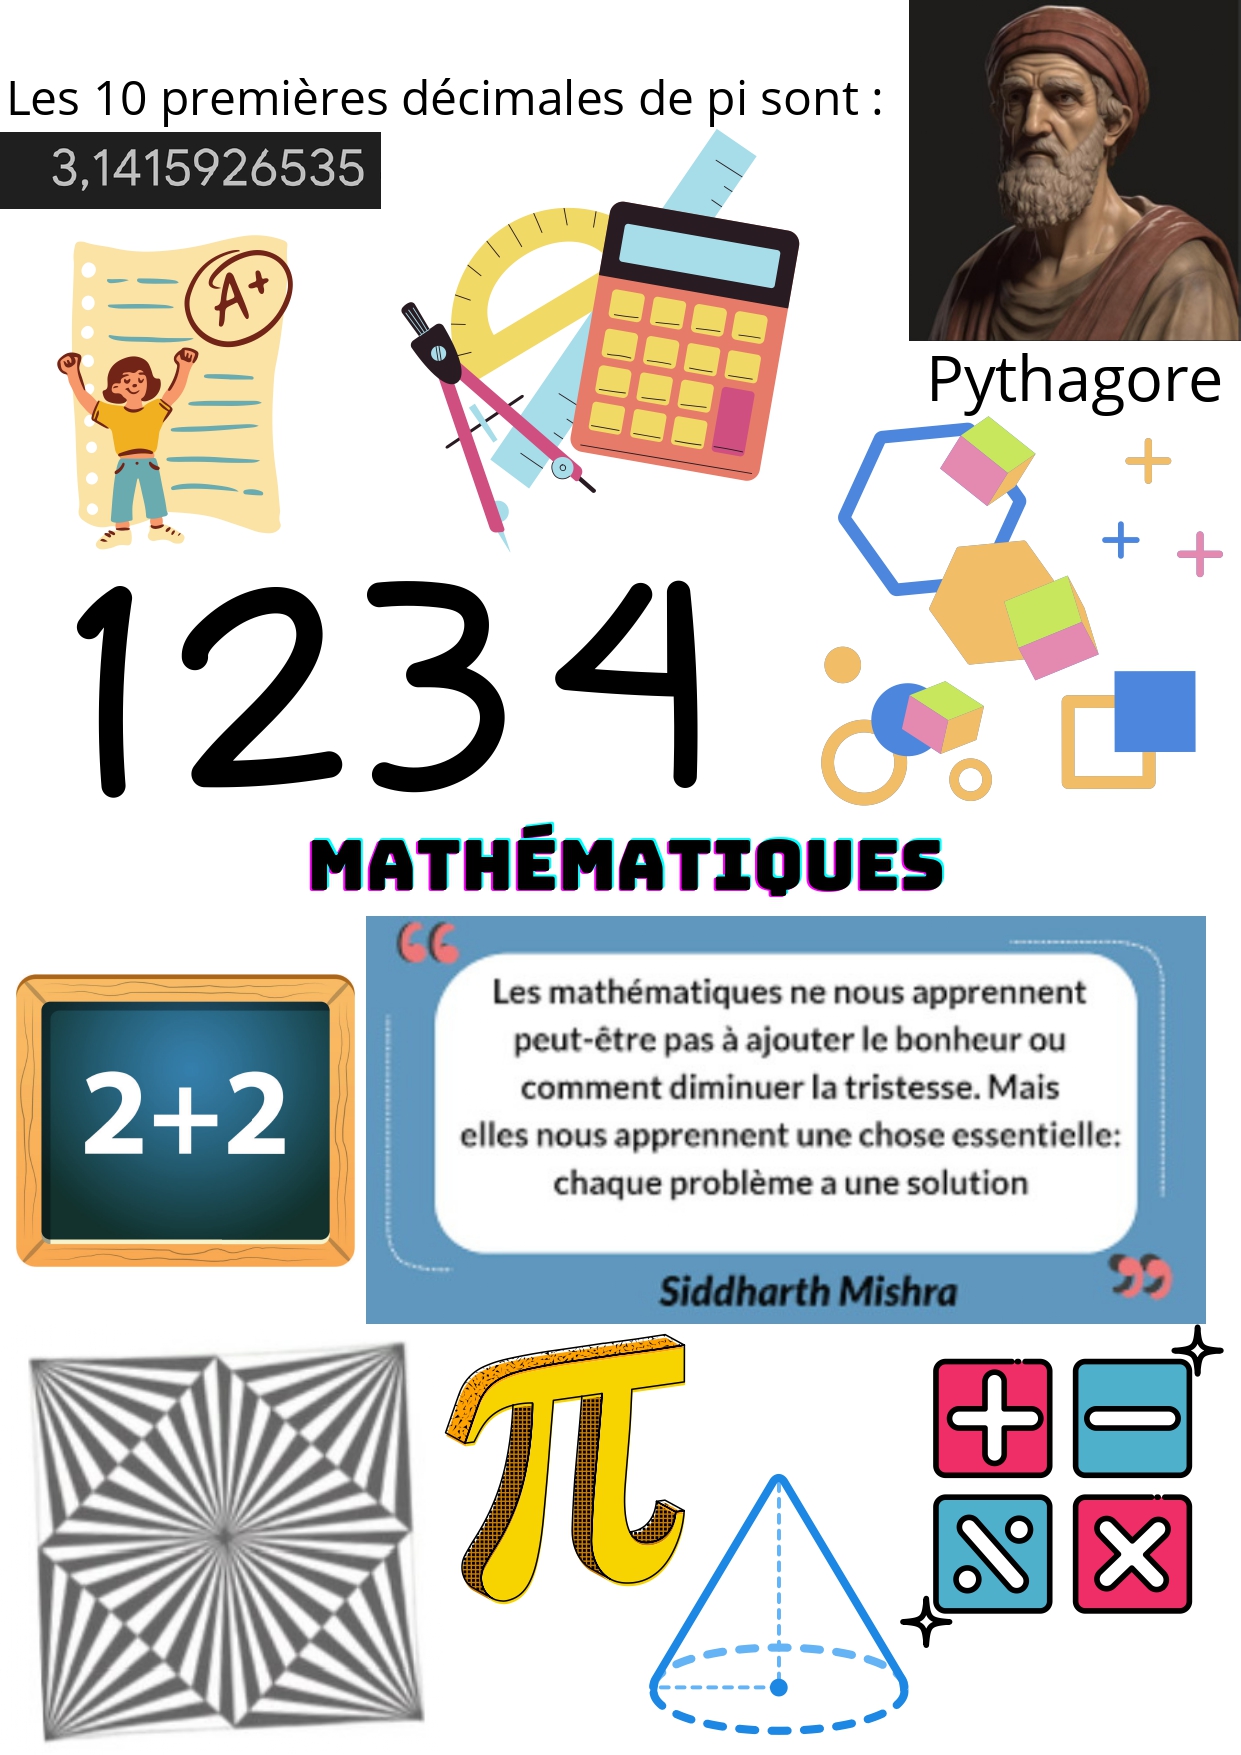 Les 10 premières décimales de pi sont :
3,1415926535
A+
Pythagore
1234
MATHÉMATIQUES
2+2
“
Les mathématiques ne nous apprennent
peut-être pas à ajouter le bonheur ou
comment diminuer la tristesse. Mais
elles nous apprennent une chose essentielle:
chaque problème a une solution
Siddharth Mishra
”
π
+ −
% ×